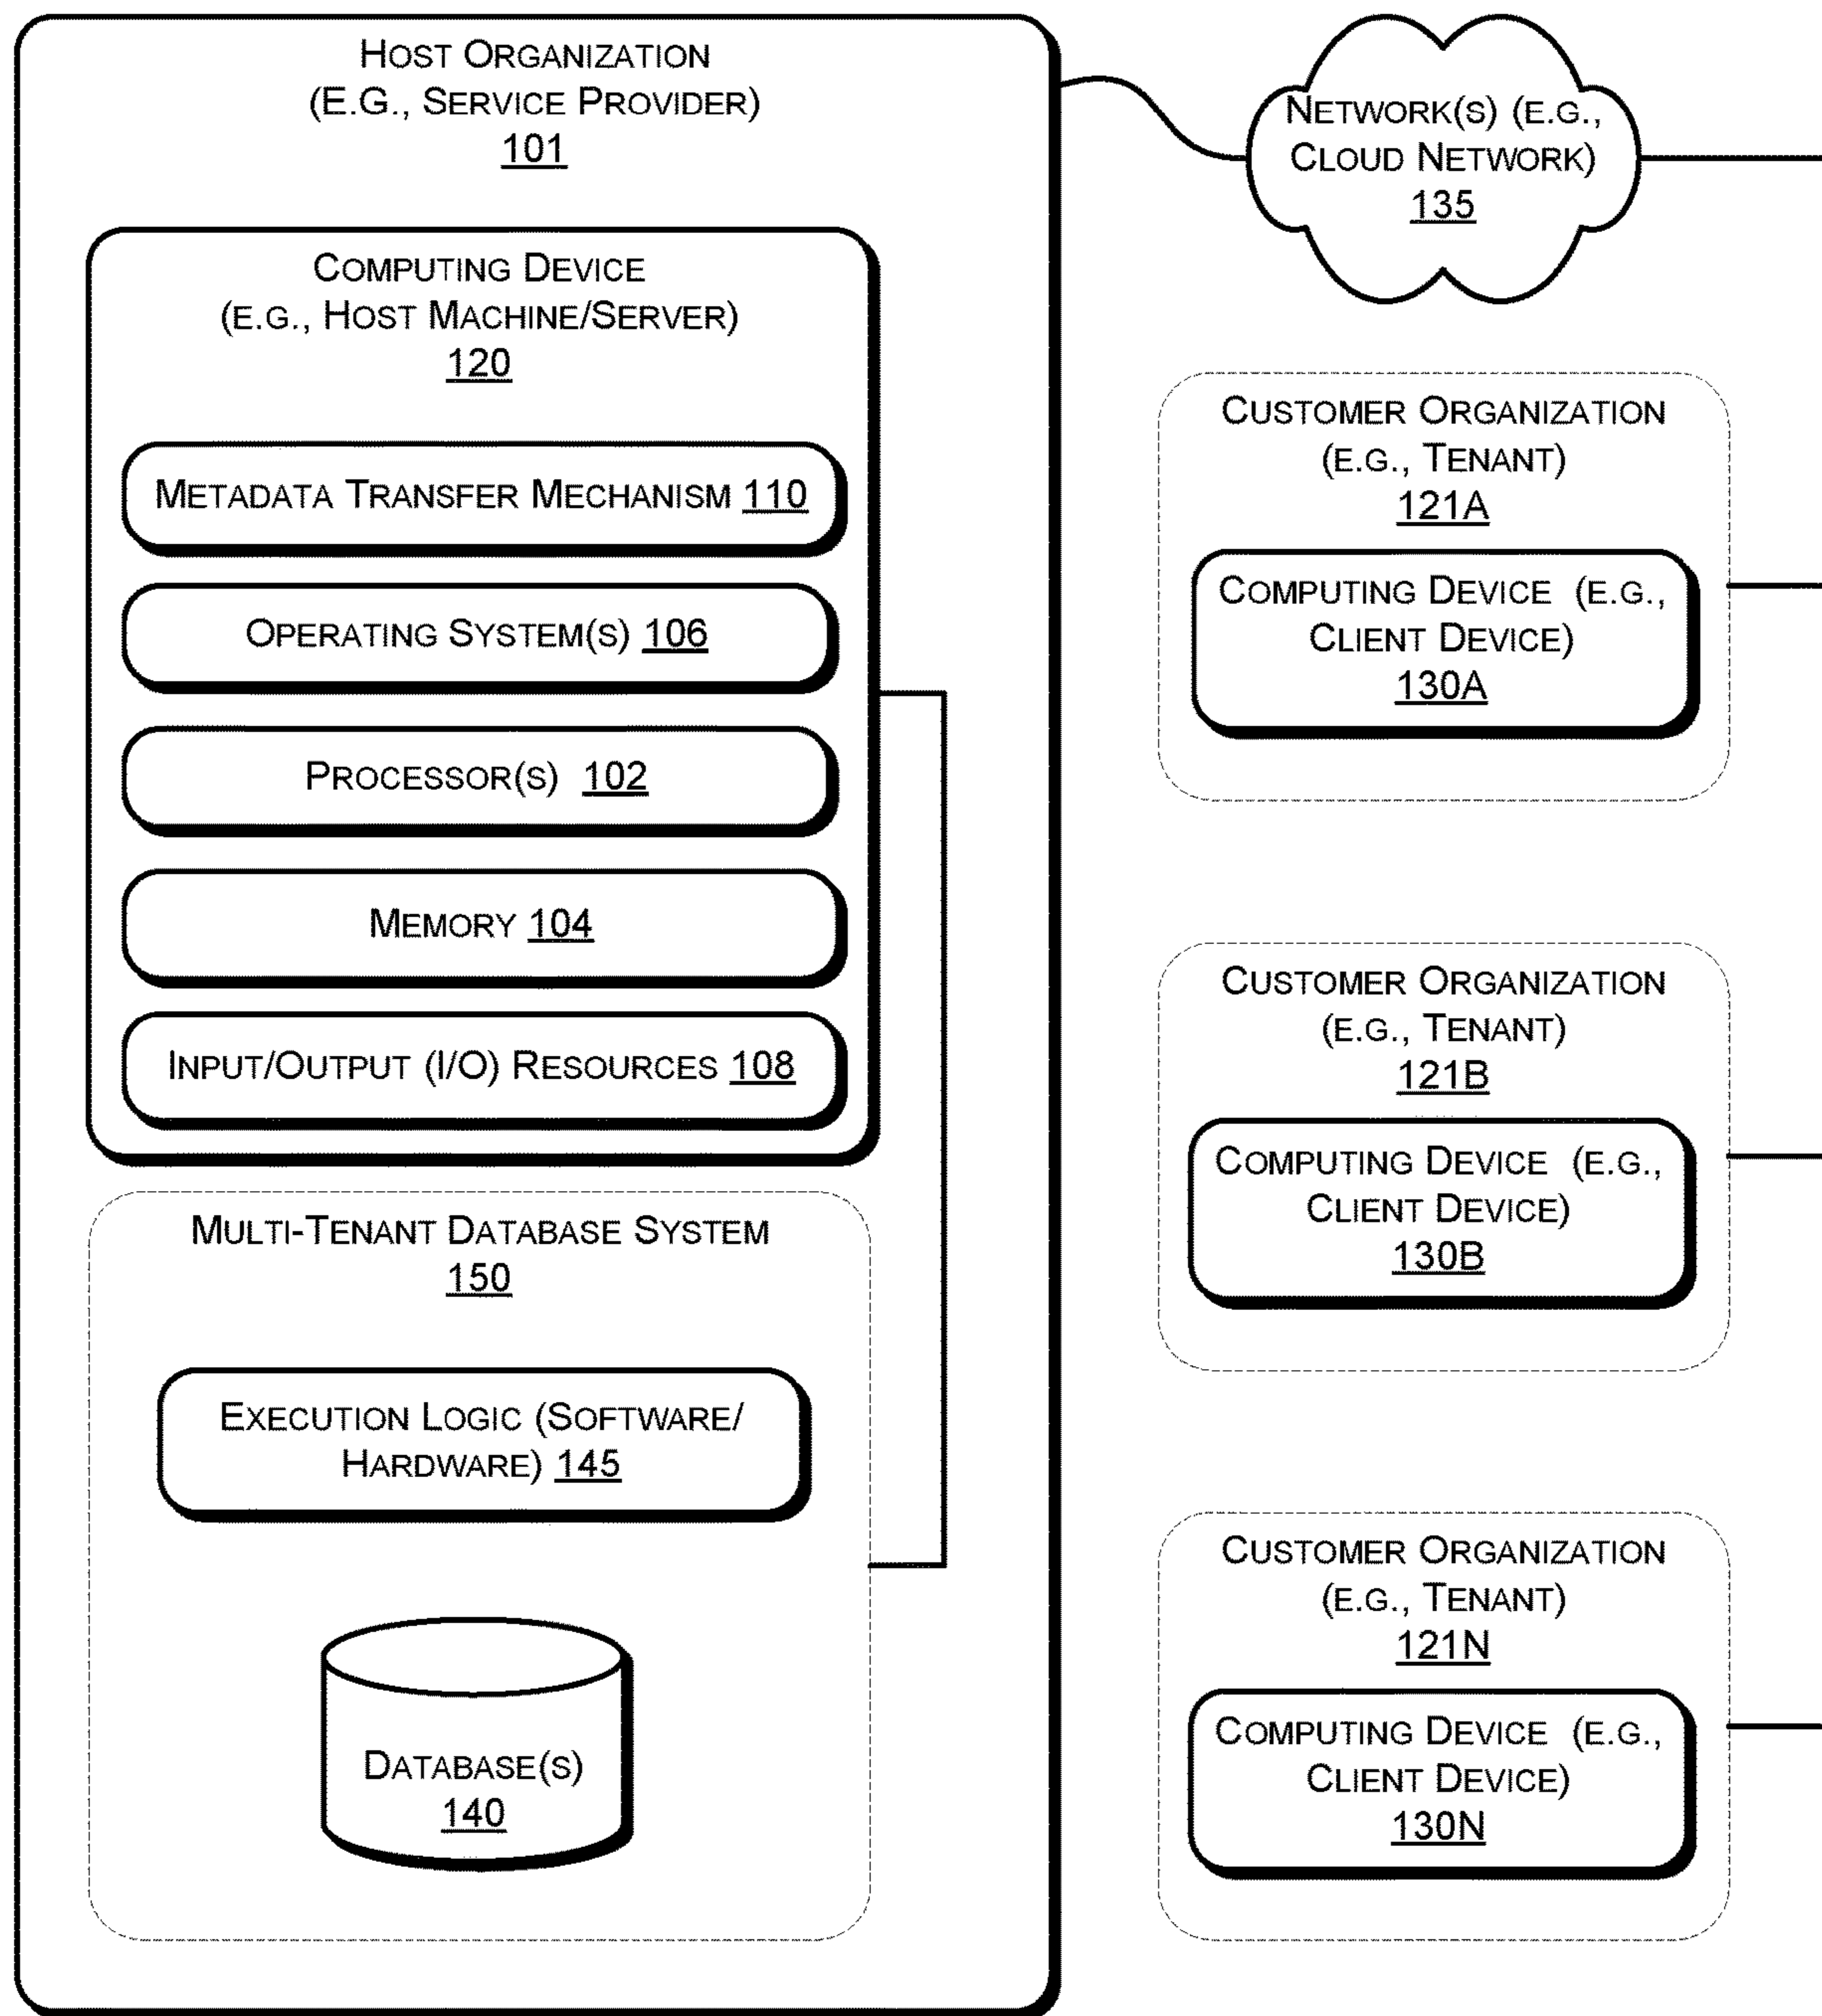 Host Organization
(E.g., Service Provider)
101
Computing Device
(e.g., Host Machine/Server)
120
Metadata Transfer Mechanism 110
Operating System(s) 106
Processor(s) 102
Memory 104
Input/Output (I/O) Resources 108
Multi-Tenant Database System
150
Execution Logic (Software/
Hardware) 145
Database(s)
140
Network(s) (e.g.,
Cloud Network)
135
Customer Organization
(e.g., Tenant)
121A
Computing Device (e.g.,
Client Device)
130A
Customer Organization
(e.g., Tenant)
121B
Computing Device (e.g.,
Client Device)
130B
Customer Organization
(e.g., Tenant)
121N
Computing Device (e.g.,
Client Device)
130N